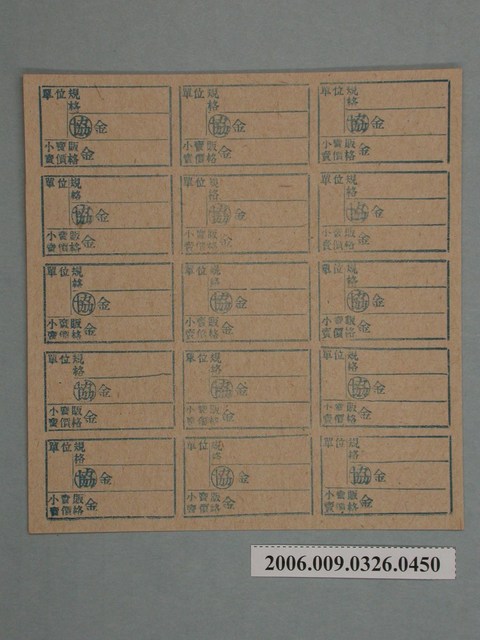 單位 規格
協 金
小賣販賣價格 金
單位 規格
協 金
小賣販賣價格 金
單位 規格
協 金
小賣販賣價格 金
單位 規格
協 金
小賣販賣價格 金
單位 規格
協 金
小賣販賣價格 金
單位 規格
協 金
小賣販賣價格 金
單位 規格
協 金
小賣販賣價格 金
單位 規格
協 金
小賣販賣價格 金
單位 規格
協 金
小賣販賣價格 金
單位 規格
協 金
小賣販賣價格 金
單位 規格
協 金
小賣販賣價格 金
單位 規格
協 金
小賣販賣價格 金
單位 規格
協 金
小賣販賣價格 金
單位 規格
協 金
小賣販賣價格 金
單位 規格
協 金
小賣販賣價格 金
2006.009.0326.0450